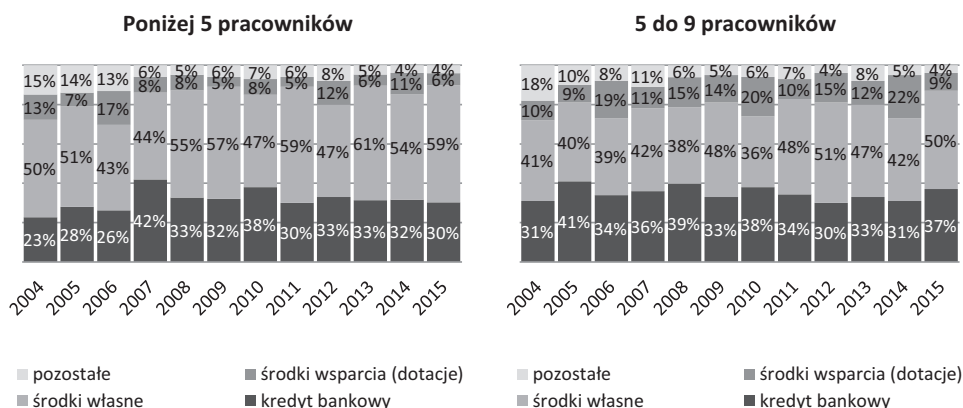 Poniżej 5 pracowników
15% 14% 13% 6% 5% 6% 7% 6% 8% 5% 4% 4%
13% 7% 17% 8% 8% 5% 8% 5% 12% 6% 11% 6%
50% 51% 43% 44% 55% 57% 47% 59% 47% 61% 54% 59%
23% 28% 26% 42% 33% 32% 38% 30% 33% 33% 32% 30%
2004 2005 2006 2007 2008 2009 2010 2011 2012 2013 2014 2015
pozostałe środki wsparcia (dotacje)
środki własne kredyt bankowy
5 do 9 pracowników
18% 10% 8% 11% 6% 5% 6% 7% 4% 8% 5% 4%
10% 9% 19% 11% 15% 14% 20% 10% 15% 12% 22% 9%
41% 40% 39% 42% 38% 48% 36% 48% 51% 47% 42% 50%
31% 41% 34% 36% 39% 33% 38% 34% 30% 33% 31% 37%
2004 2005 2006 2007 2008 2009 2010 2011 2012 2013 2014 2015
pozostałe środki wsparcia (dotacje)
środki własne kredyt bankowy